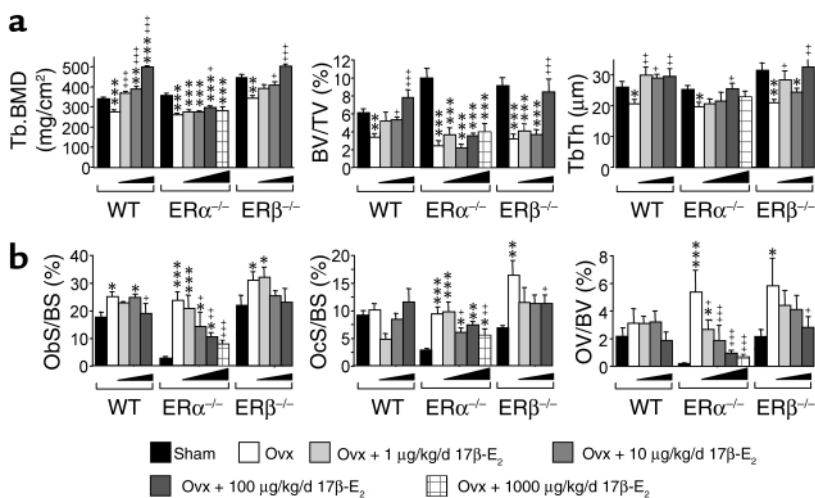 a
Tb.BMD
(mg/cm²)
500
400
300
200
100
0
WT
ERα−/−
ERβ−/−
BV/TV (%)
12
10
8
6
4
2
0
WT
ERα−/−
ERβ−/−
TbTh (μm)
30
20
10
0
WT
ERα−/−
ERβ−/−
b
ObS/BS (%)
40
30
20
10
0
WT
ERα−/−
ERβ−/−
OcS/BS (%)
20
15
10
5
0
WT
ERα−/−
ERβ−/−
OV/BV (%)
8
6
4
2
0
WT
ERα−/−
ERβ−/−
Sham Ovx Ovx + 1 μg/kg/d 17β-E₂ Ovx + 10 μg/kg/d 17β-E₂
Ovx + 100 μg/kg/d 17β-E₂ Ovx + 1000 μg/kg/d 17β-E₂